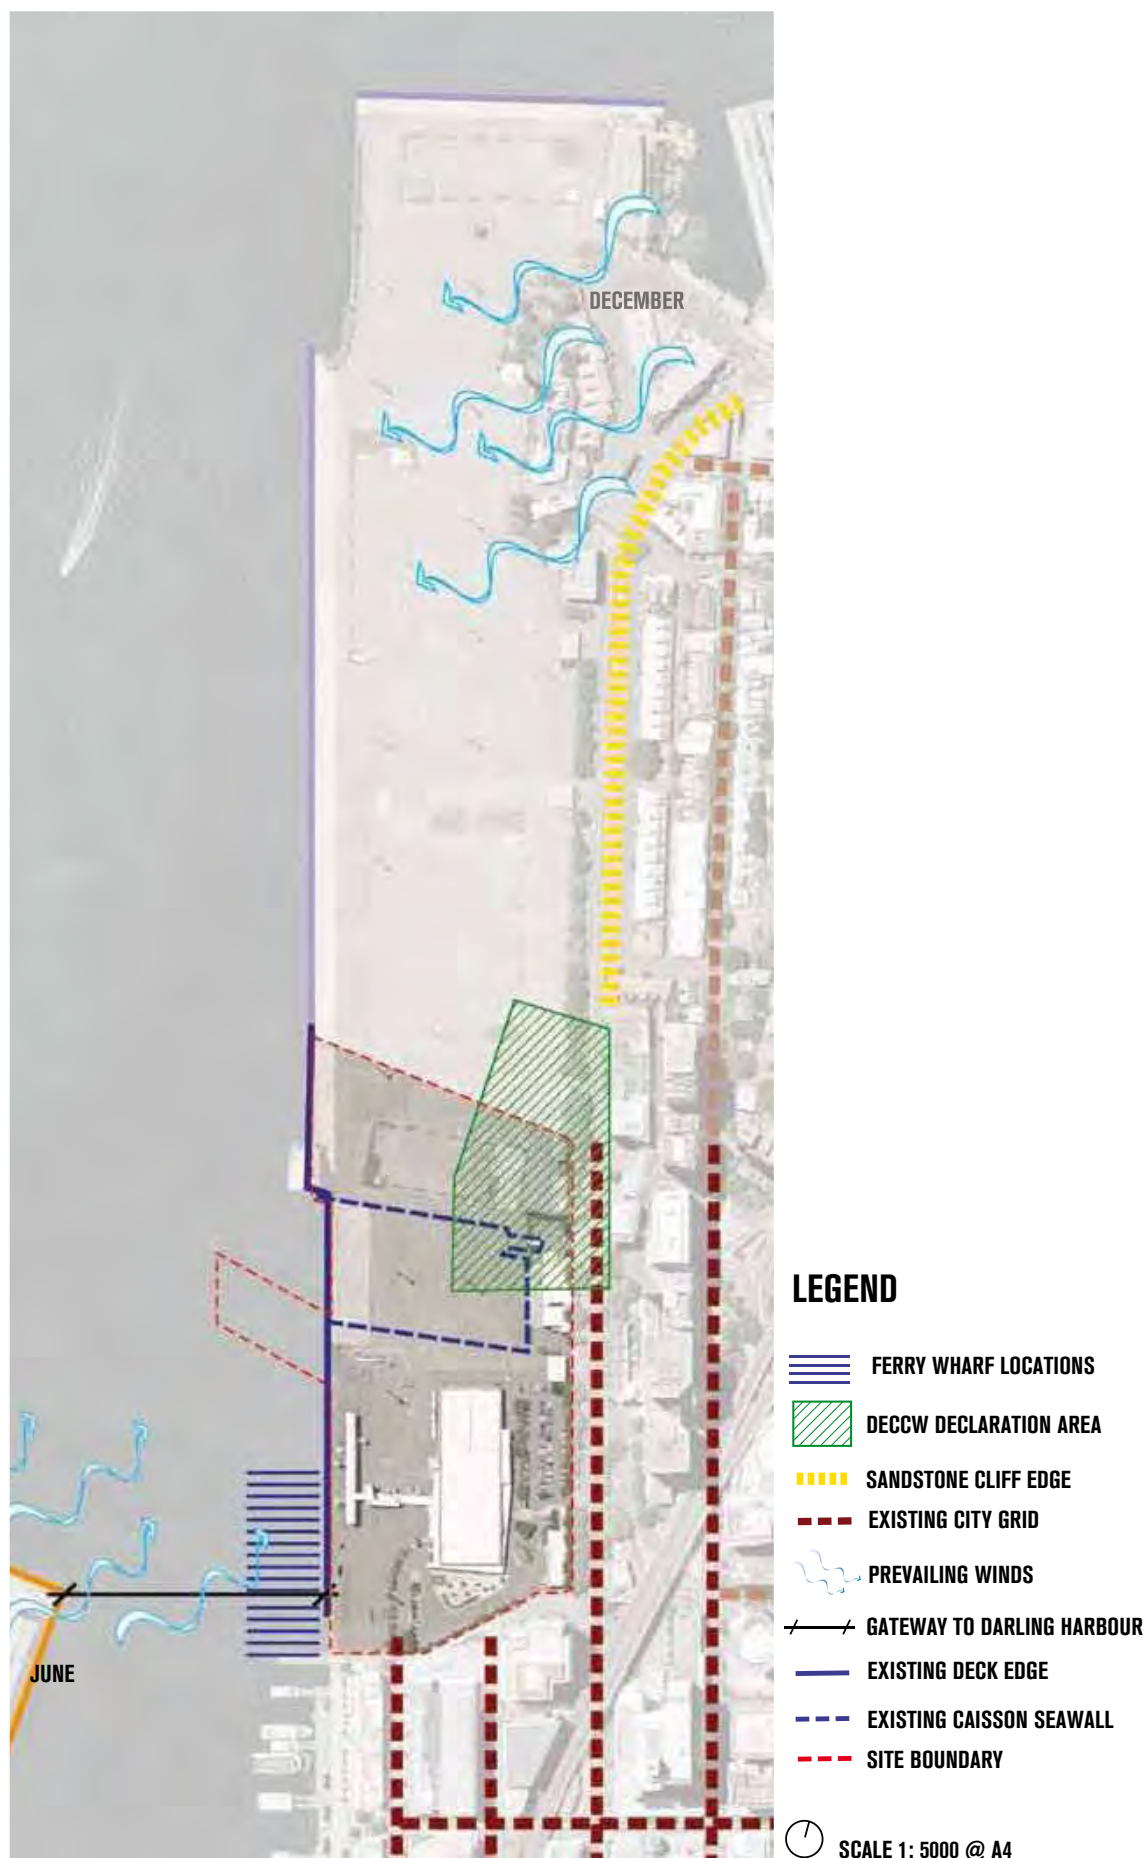 DECEMBER
JUNE
LEGEND
FERRY WHARF LOCATIONS
DECCW DECLARATION AREA
SANDSTONE CLIFF EDGE
EXISTING CITY GRID
PREVAILING WINDS
GATEWAY TO DARLING HARBOUR
EXISTING DECK EDGE
EXISTING CAISSON SEAWALL
SITE BOUNDARY
SCALE 1: 5000 @ A4